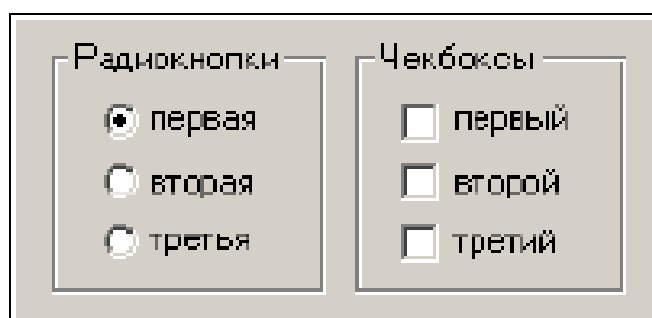 Радиокнопки
первая
вторая
третья
Чекбоксы
первый
второй
третий